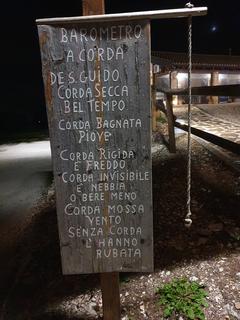 BAROMETRO
A CORDA
DES.GUIDO
CORDA SECCA
BEL TEMPO
CORDA BAGNATA
PIOVE
CORDA RIGIDA
E FREDDO
CORDA INVISIBILE
E NEBBIA
O BERE MENO
CORDA MOSSA
VENTO
SENZA CORDA
L'HANNO
RUBATA